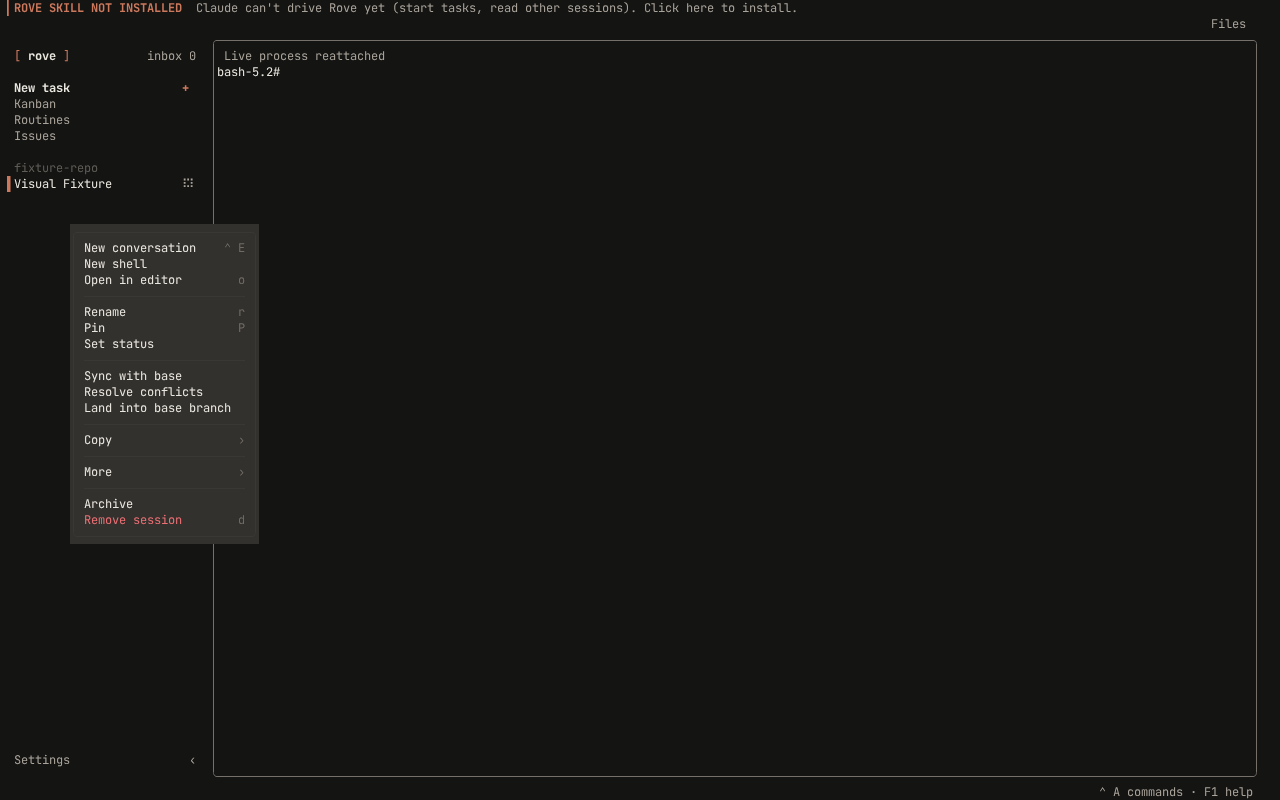 ROVE SKILL NOT INSTALLED Claude can't drive Rove yet (start tasks, read other sessions). Click here to install.
Files
[ rove ] inbox 0
Live process reattached
bash-5.2#
New task +
Kanban
Routines
Issues
fixture-repo
Visual Fixture
New conversation ^ E
New shell
Open in editor o
Rename r
Pin P
Set status
Sync with base
Resolve conflicts
Land into base branch
Copy ›
More ›
Archive
Remove session d
Settings ‹
^ A commands · F1 help